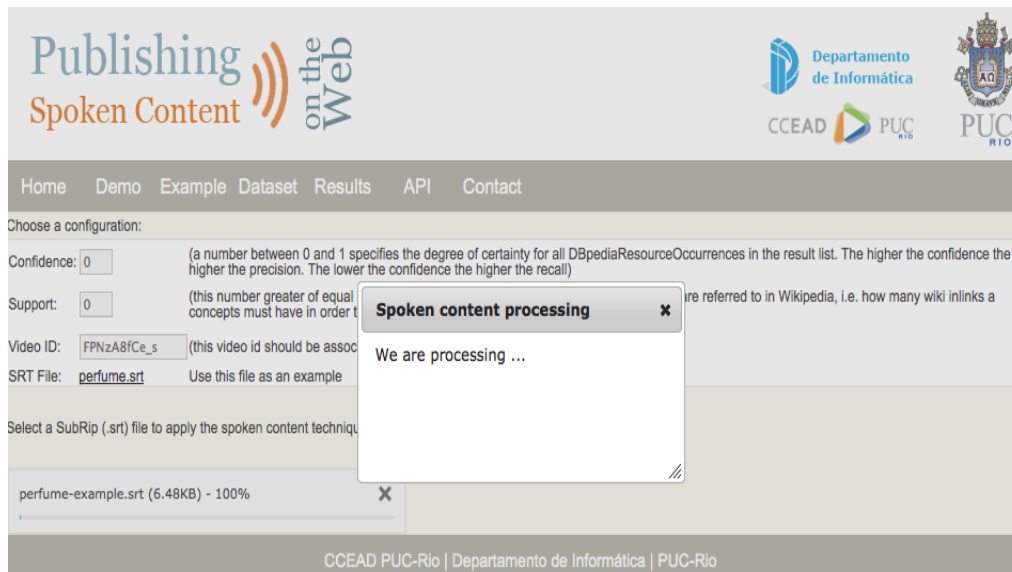 Publishing
Spoken Content
on the
Web
Departamento
de Informática
CCEAD PUC
RIO
ΑΩ
PUC
RIO
Home Demo Example Dataset Results API Contact
Choose a configuration:
Confidence: 0 (a number between 0 and 1 specifies the degree of certainty for all DBpediaResourceOccurrences in the result list. The higher the confidence the
higher the precision. The lower the confidence the higher the recall)
Support: 0 (this number greater of equal are referred to in Wikipedia, i.e. how many wiki inlinks a
concepts must have in order t
Video ID: FPNzA8fCe_s (this video id should be assoc
SRT File: perfume.srt Use this file as an example
Select a SubRip (.srt) file to apply the spoken content techniqu
Spoken content processing ×
We are processing ...
perfume-example.srt (6.48KB) - 100% ×
CCEAD PUC-Rio | Departamento de Informática | PUC-Rio